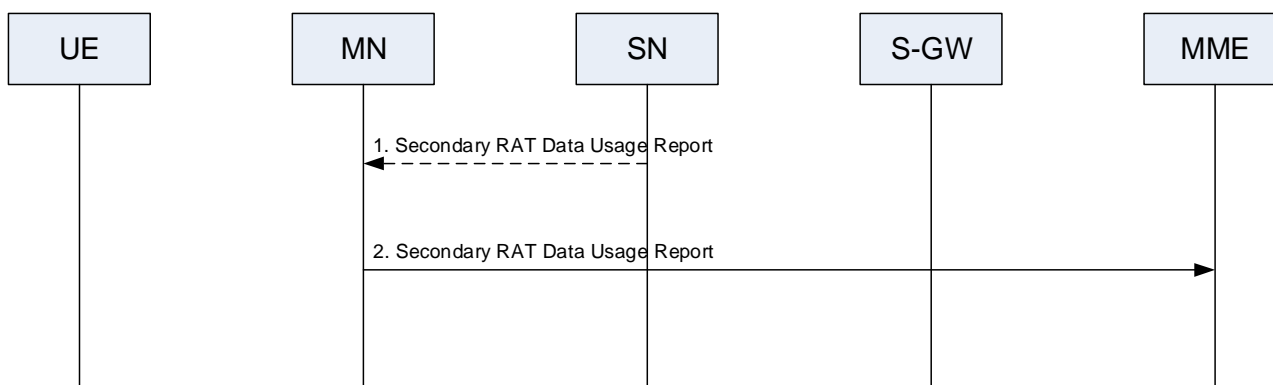 UE
MN
SN
S-GW
MME
1. Secondary RAT Data Usage Report
2. Secondary RAT Data Usage Report